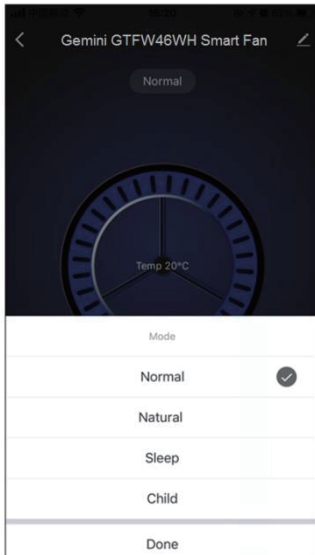 Gemini GTFW46WH Smart Fan
Normal
Temp 20°C
Mode
Normal
Natural
Sleep
Child
Done